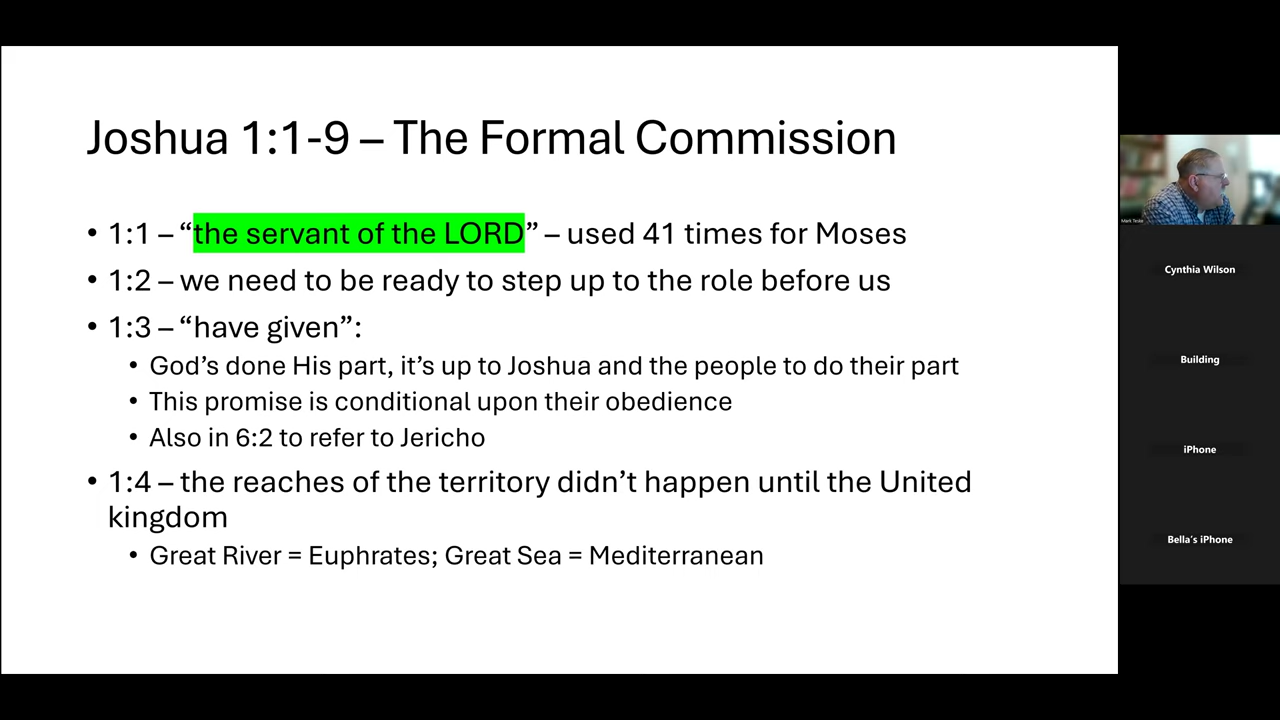 Joshua 1:1-9 – The Formal Commission
• 1:1 – “the servant of the LORD” – used 41 times for Moses
• 1:2 – we need to be ready to step up to the role before us
• 1:3 – “have given”:
• God’s done His part, it’s up to Joshua and the people to do their part
• This promise is conditional upon their obedience
• Also in 6:2 to refer to Jericho
• 1:4 – the reaches of the territory didn’t happen until the United
kingdom
• Great River = Euphrates; Great Sea = Mediterranean
Mark Teske
Cynthia Wilson
Building
iPhone
Bella’s iPhone